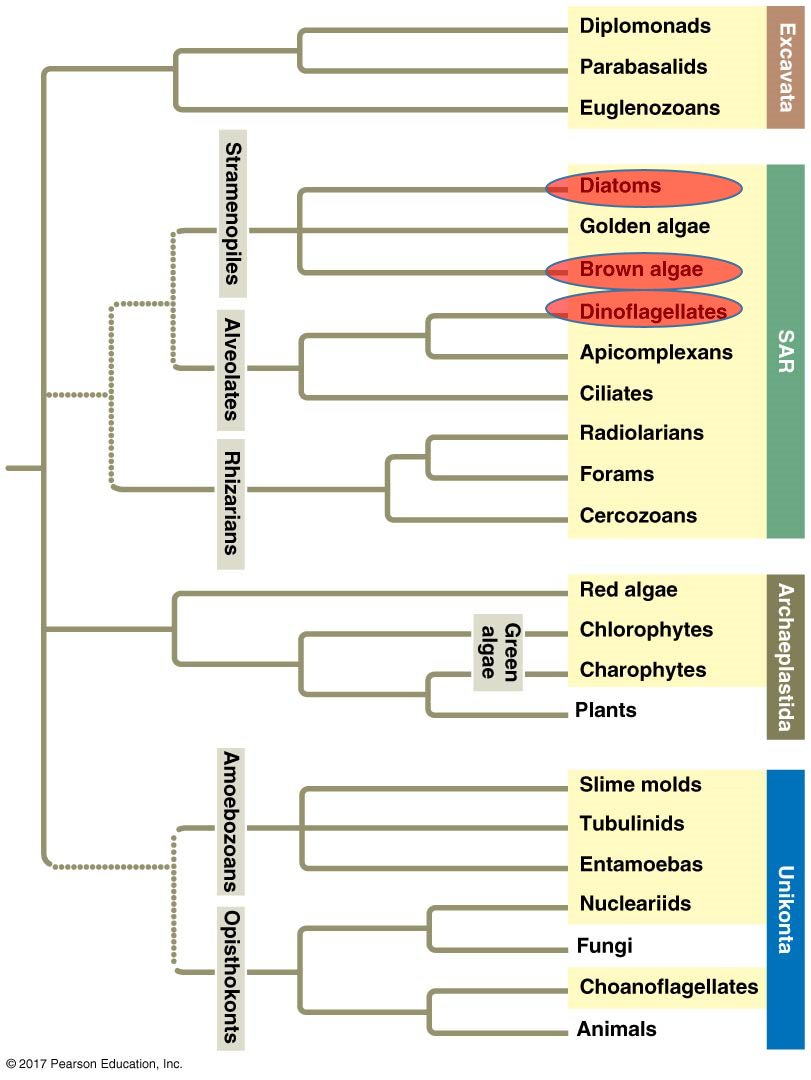 Diplomonads
Parabasalids
Euglenozoans
Excavata
Stramenopiles
Diatoms
Golden algae
Brown algae
Alveolates
Dinoflagellates
Apicomplexans
Ciliates
SAR
Rhizarians
Radiolarians
Forams
Cercozoans
Red algae
Green
algae
Chlorophytes
Charophytes
Plants
Archaeplastida
Amoebozoans
Slime molds
Tubulinids
Entamoebas
Opisthokonts
Nucleariids
Fungi
Choanoflagellates
Animals
Unikonta
© 2017 Pearson Education, Inc.